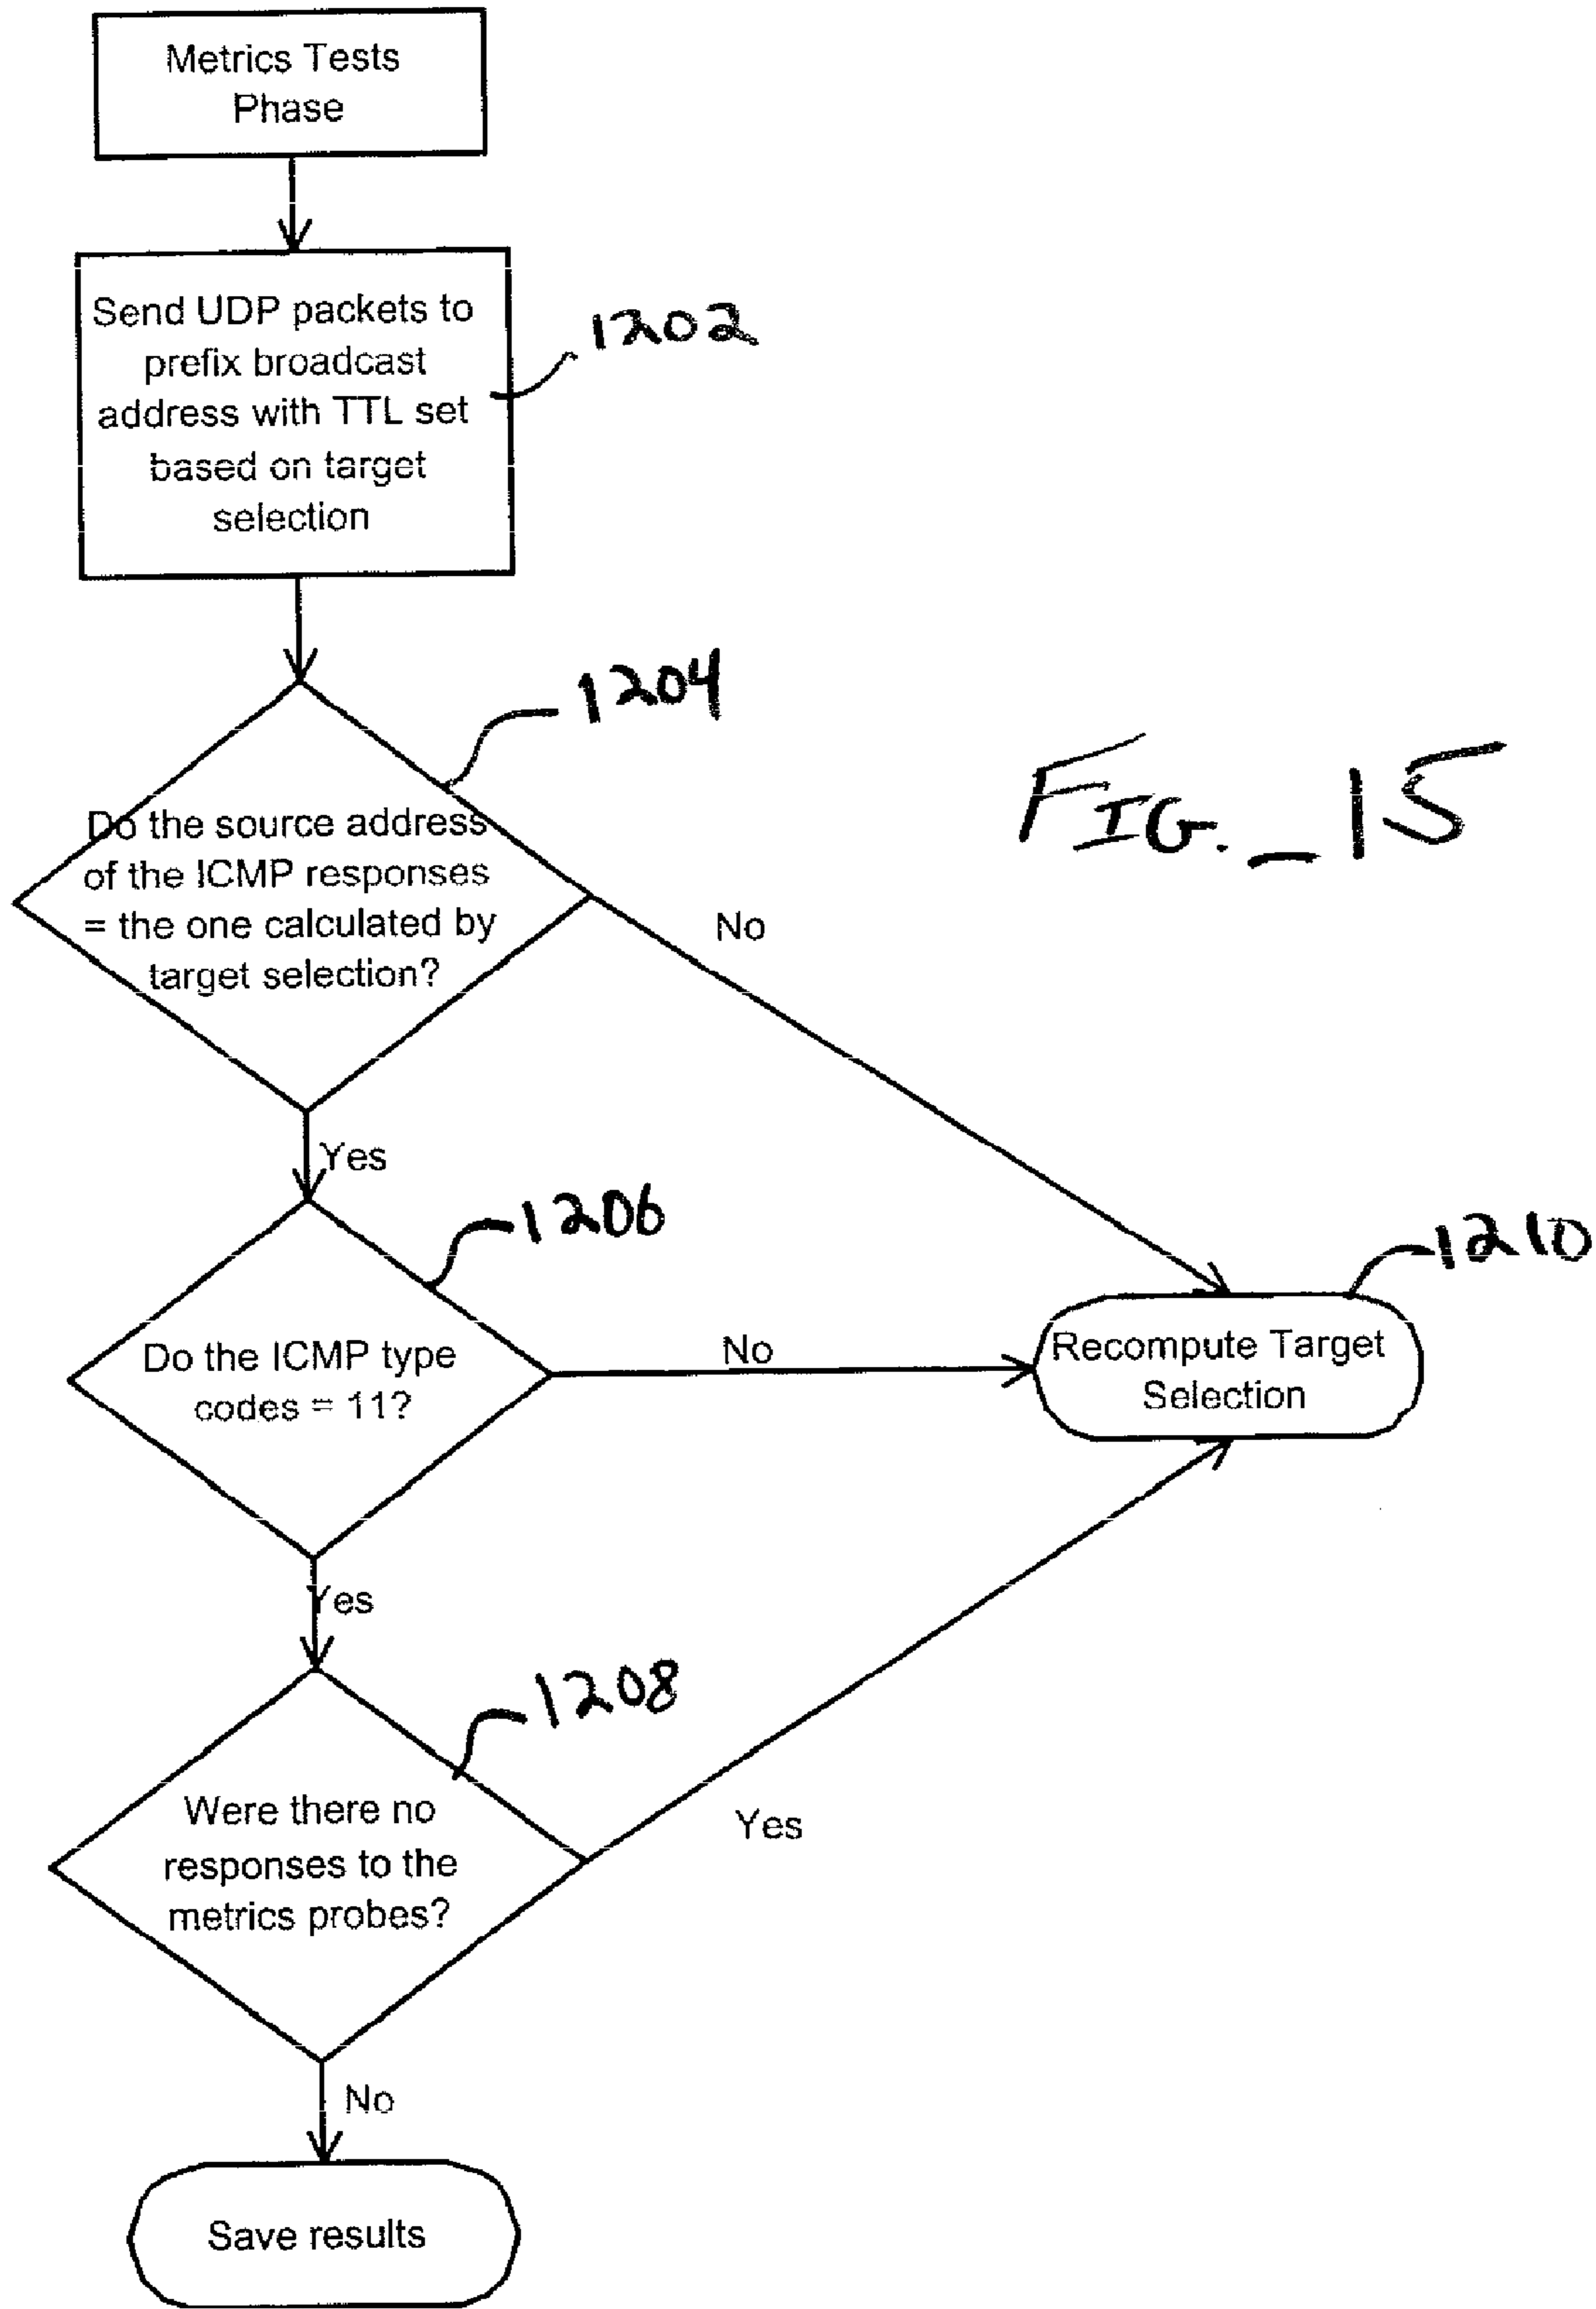 Metrics Tests
Phase
Send UDP packets to
prefix broadcast
address with TTL set
based on target
selection
1202
1204
Do the source address
of the ICMP responses
= the one calculated by
target selection?
FIG._15
No
Yes
1206
1210
Do the ICMP type
codes = 11?
No
Recompute Target
Selection
Yes
1208
Were there no
responses to the
metrics probes?
Yes
No
Save results